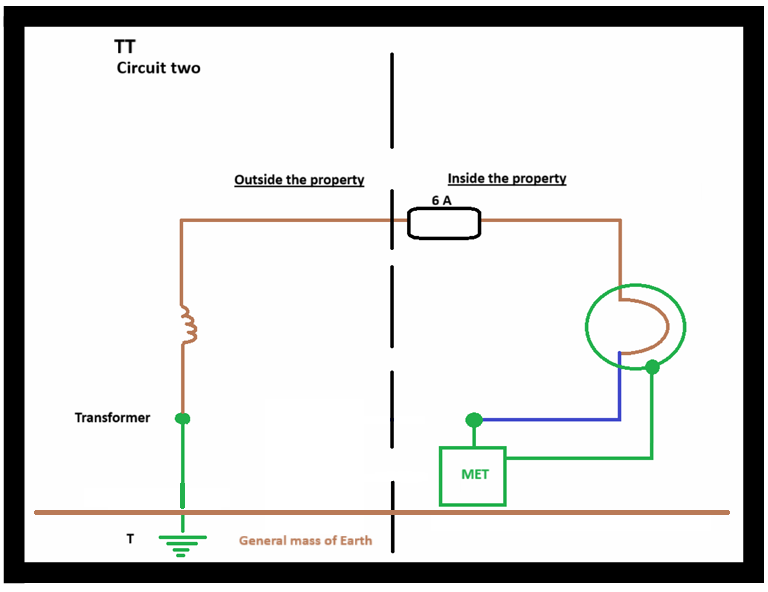 TT
Circuit two
Outside the property
Inside the property
6 A
Transformer
MET
T
General mass of Earth